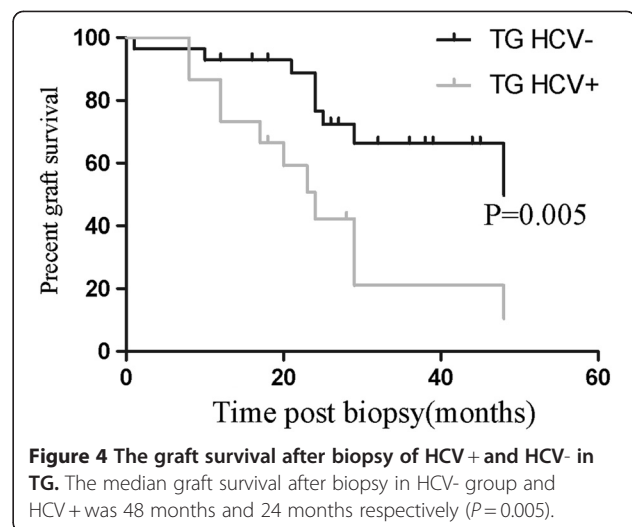 100
80
60
40
20
0
TG HCV-
TG HCV+
P=0.005
0 20 40 60
Precent graft survival
Time post biopsy(months)
Figure 4 The graft survival after biopsy of HCV + and HCV- in
TG. The median graft survival after biopsy in HCV- group and
HCV + was 48 months and 24 months respectively (P = 0.005).